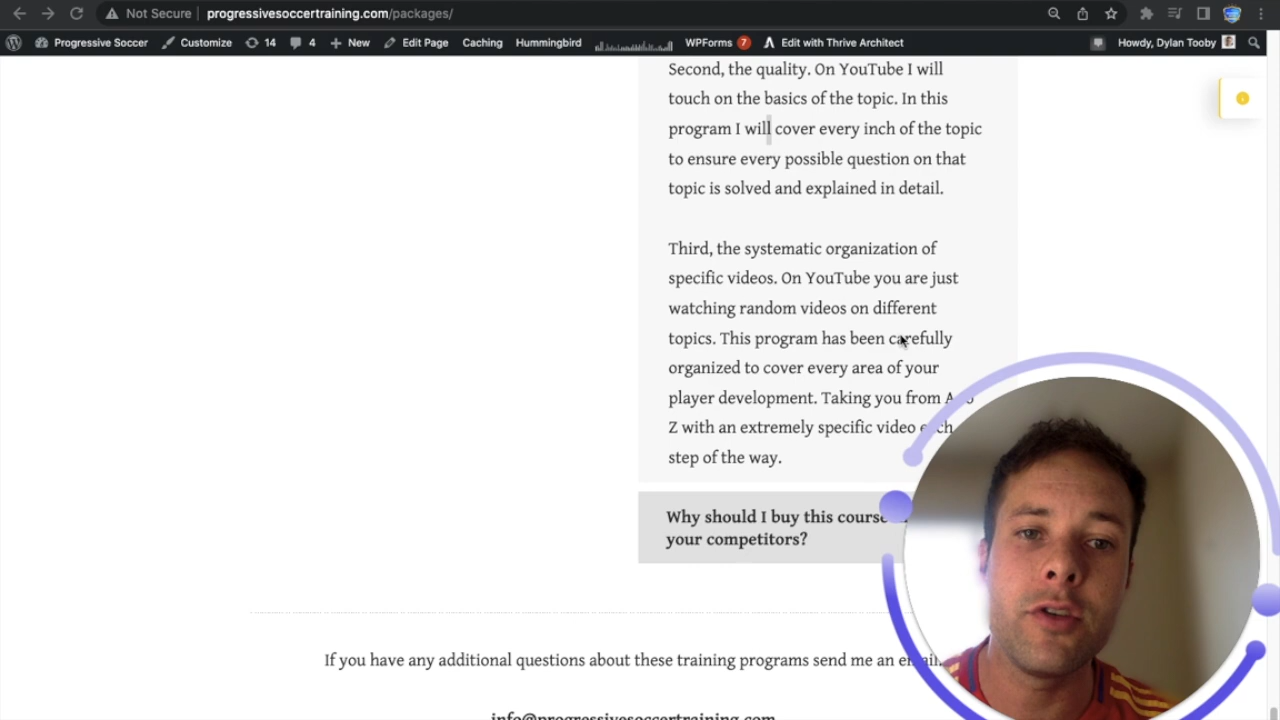 Not Secure progressivesoccertraining.com/packages/
Progressive Soccer Customize 14 4 New Edit Page Caching Hummingbird WPForms 7 Edit with Thrive Architect Howdy, Dylan Tooby
Second, the quality. On YouTube I will
touch on the basics of the topic. In this
program I will cover every inch of the topic
to ensure every possible question on that
topic is solved and explained in detail.
Third, the systematic organization of
specific videos. On YouTube you are just
watching random videos on different
topics. This program has been carefully
organized to cover every area of your
player development. Taking you from A
Z with an extremely specific video each
step of the way.
Why should I buy this course
your competitors?
If you have any additional questions about these training programs send me an email
info@progressivesoccertraining.com